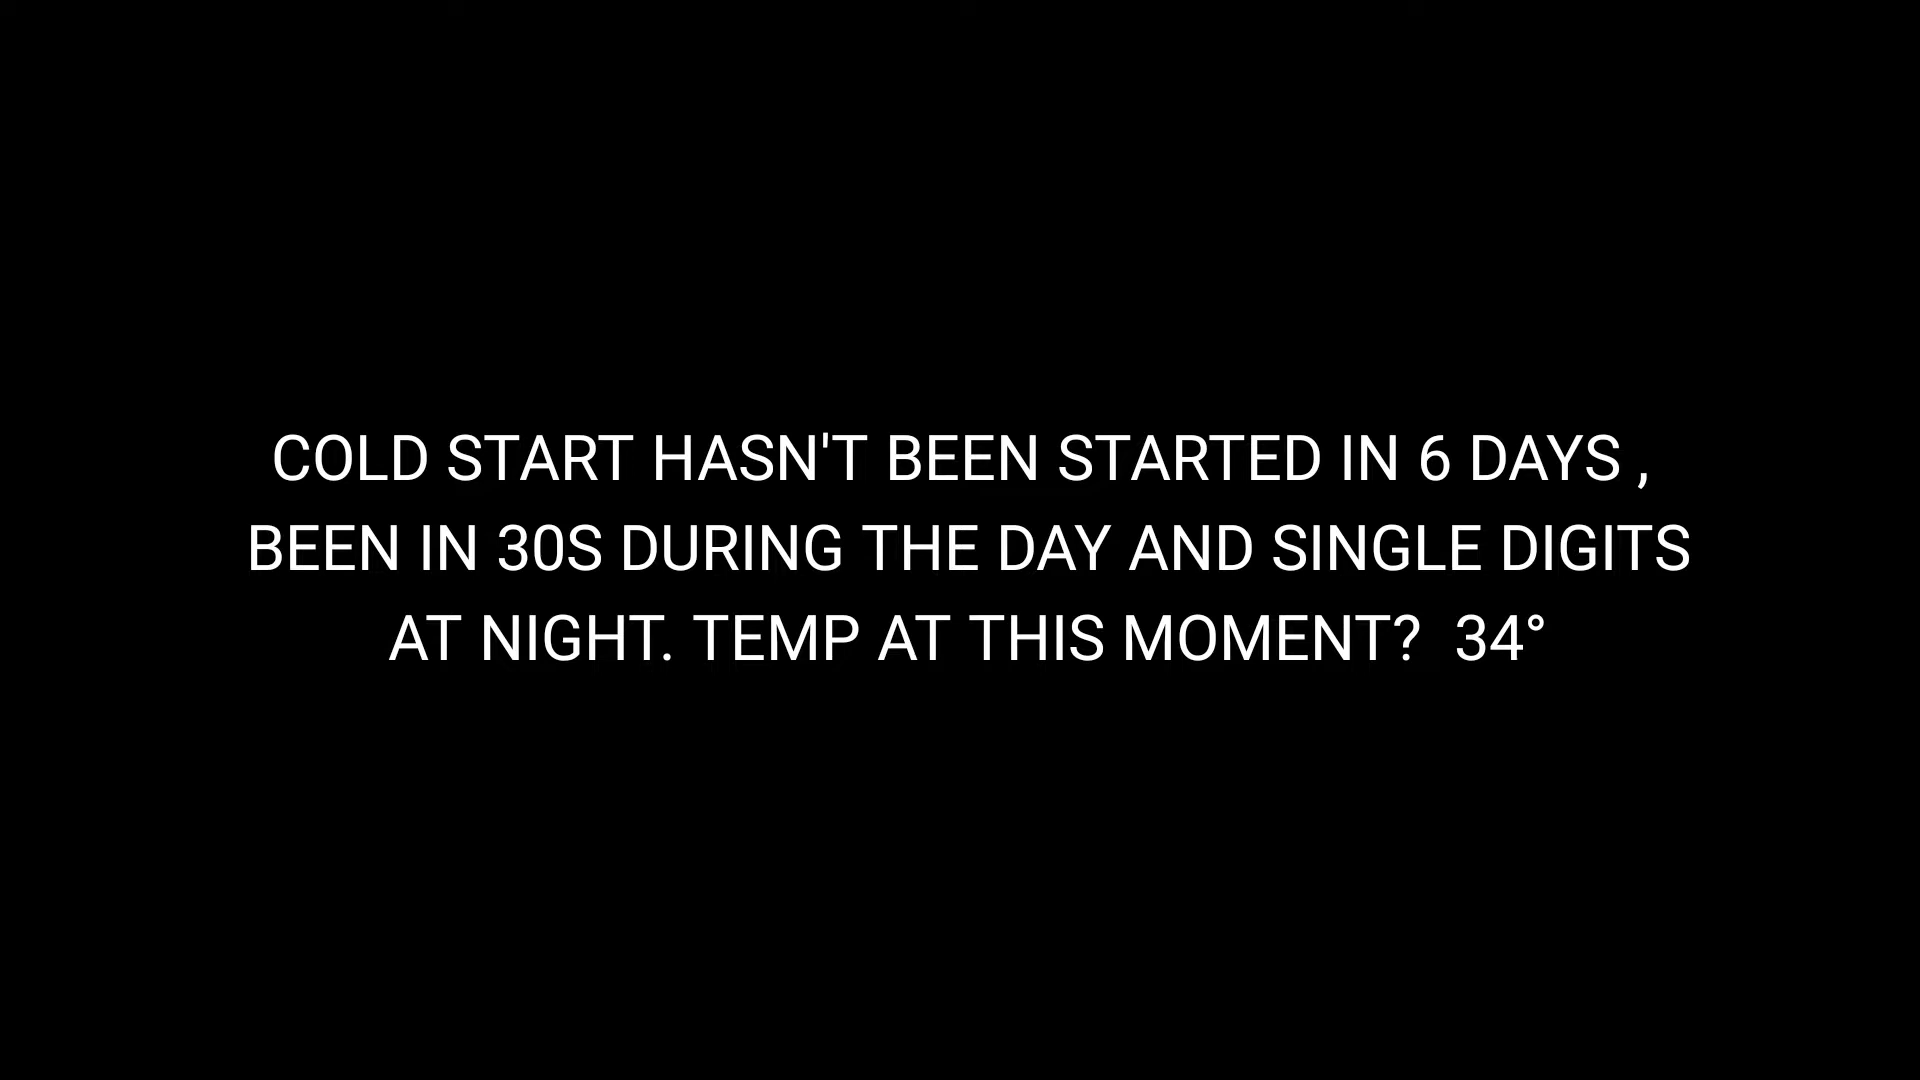 COLD START HASN'T BEEN STARTED IN 6 DAYS ,
BEEN IN 30S DURING THE DAY AND SINGLE DIGITS
AT NIGHT. TEMP AT THIS MOMENT?  34°